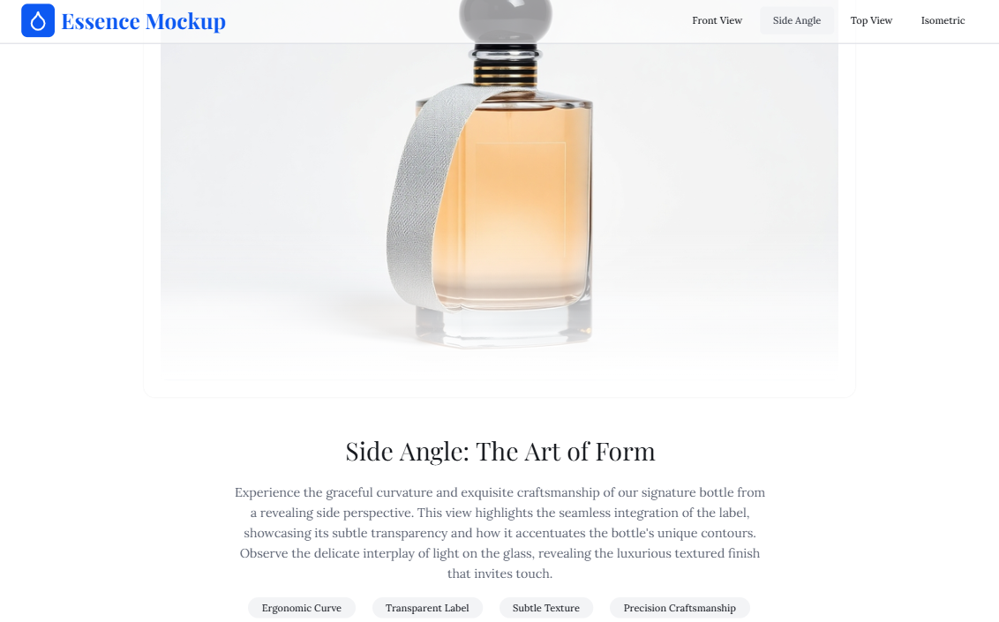 Essence Mockup
Front View
Side Angle
Top View
Isometric
Side Angle: The Art of Form
Experience the graceful curvature and exquisite craftsmanship of our signature bottle from
a revealing side perspective. This view highlights the seamless integration of the label,
showcasing its subtle transparency and how it accentuates the bottle's unique contours.
Observe the delicate interplay of light on the glass, revealing the luxurious textured finish
that invites touch.
Ergonomic Curve
Transparent Label
Subtle Texture
Precision Craftsmanship